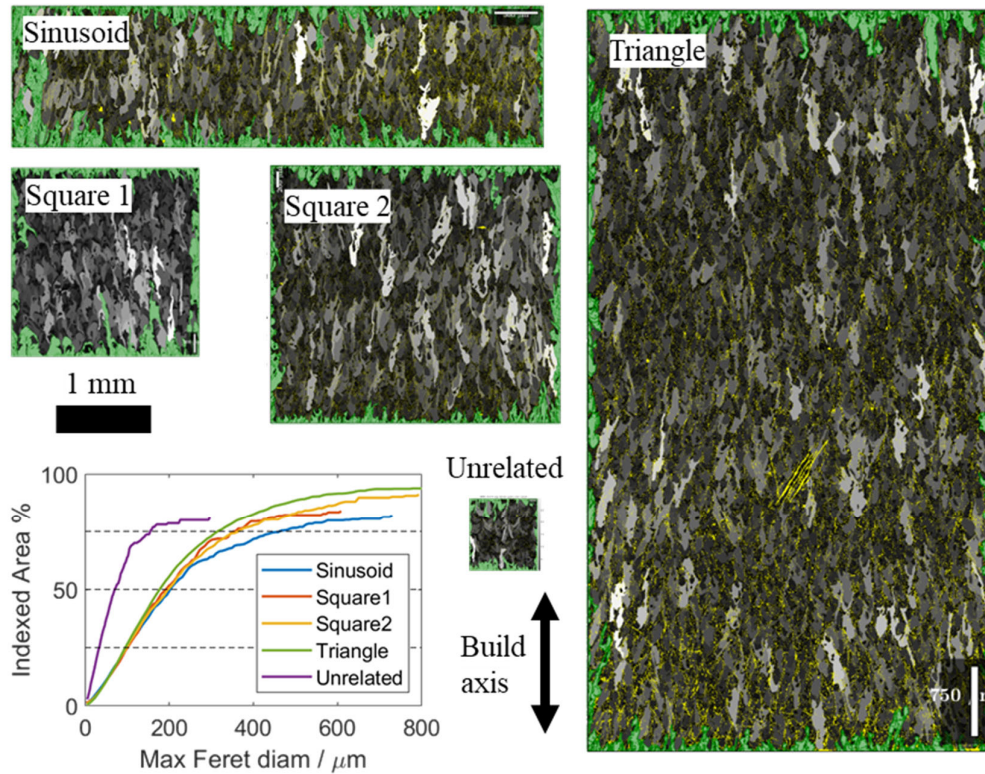 Sinusoid
Triangle
Square 1
Square 2
1 mm
Unrelated
Build
axis
750
100
50
0
Indexed Area %
Sinusoid
Square1
Square2
Triangle
Unrelated
0 200 400 600 800
Max Feret diam / μm